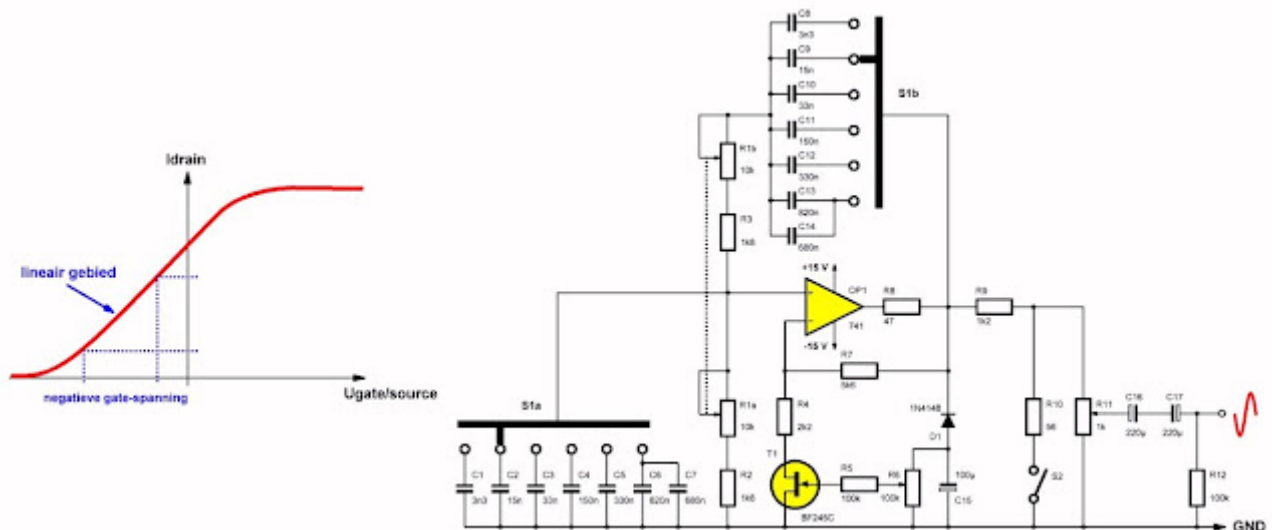 Idrain
lineair gebied
negatieve gate-spanning
Ugate/source
C8
3n3
C9
15n
C10
33n
C11
150n
C12
330n
C13
820n
C14
680n
S1b
R1b
10k
R3
1k8
+15 V
OP1
741
-15 V
R8
47
R9
1k2
R7
5k6
S1a
R1a
10k
R4
2k2
1N4148
D1
R10
56
R11
1k
C16
220µ
C17
220µ
C1
3n3
C2
15n
C3
33n
C4
150n
C5
330n
C6
820n
C7
680n
R2
1k8
T1
BF245C
R5
100k
R6
100k
100µ
C15
S2
R12
100k
GND